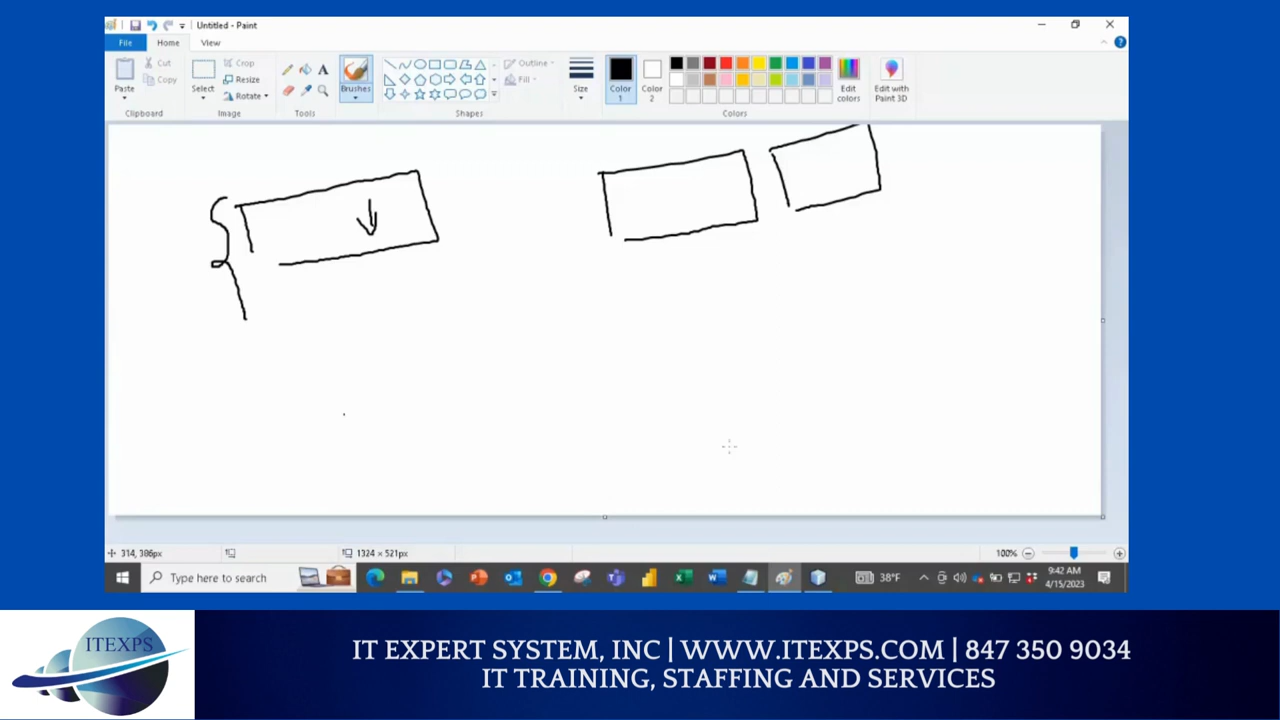 Untitled - Paint
File
Home
View
Paste
Cut
Copy
Clipboard
Select
Crop
Resize
Rotate
Image
A
Tools
Brushes
Outline
Fill
Shapes
Size
Color
1
Color
2
Edit
colors
Edit with
Paint 3D
Colors
314, 386px
1324 × 521px
100%
Type here to search
38°F
9:42 AM
4/15/2023
ITEXPS
IT EXPERT SYSTEM, INC | WWW.ITEXPS.COM | 847 350 9034
IT TRAINING, STAFFING AND SERVICES